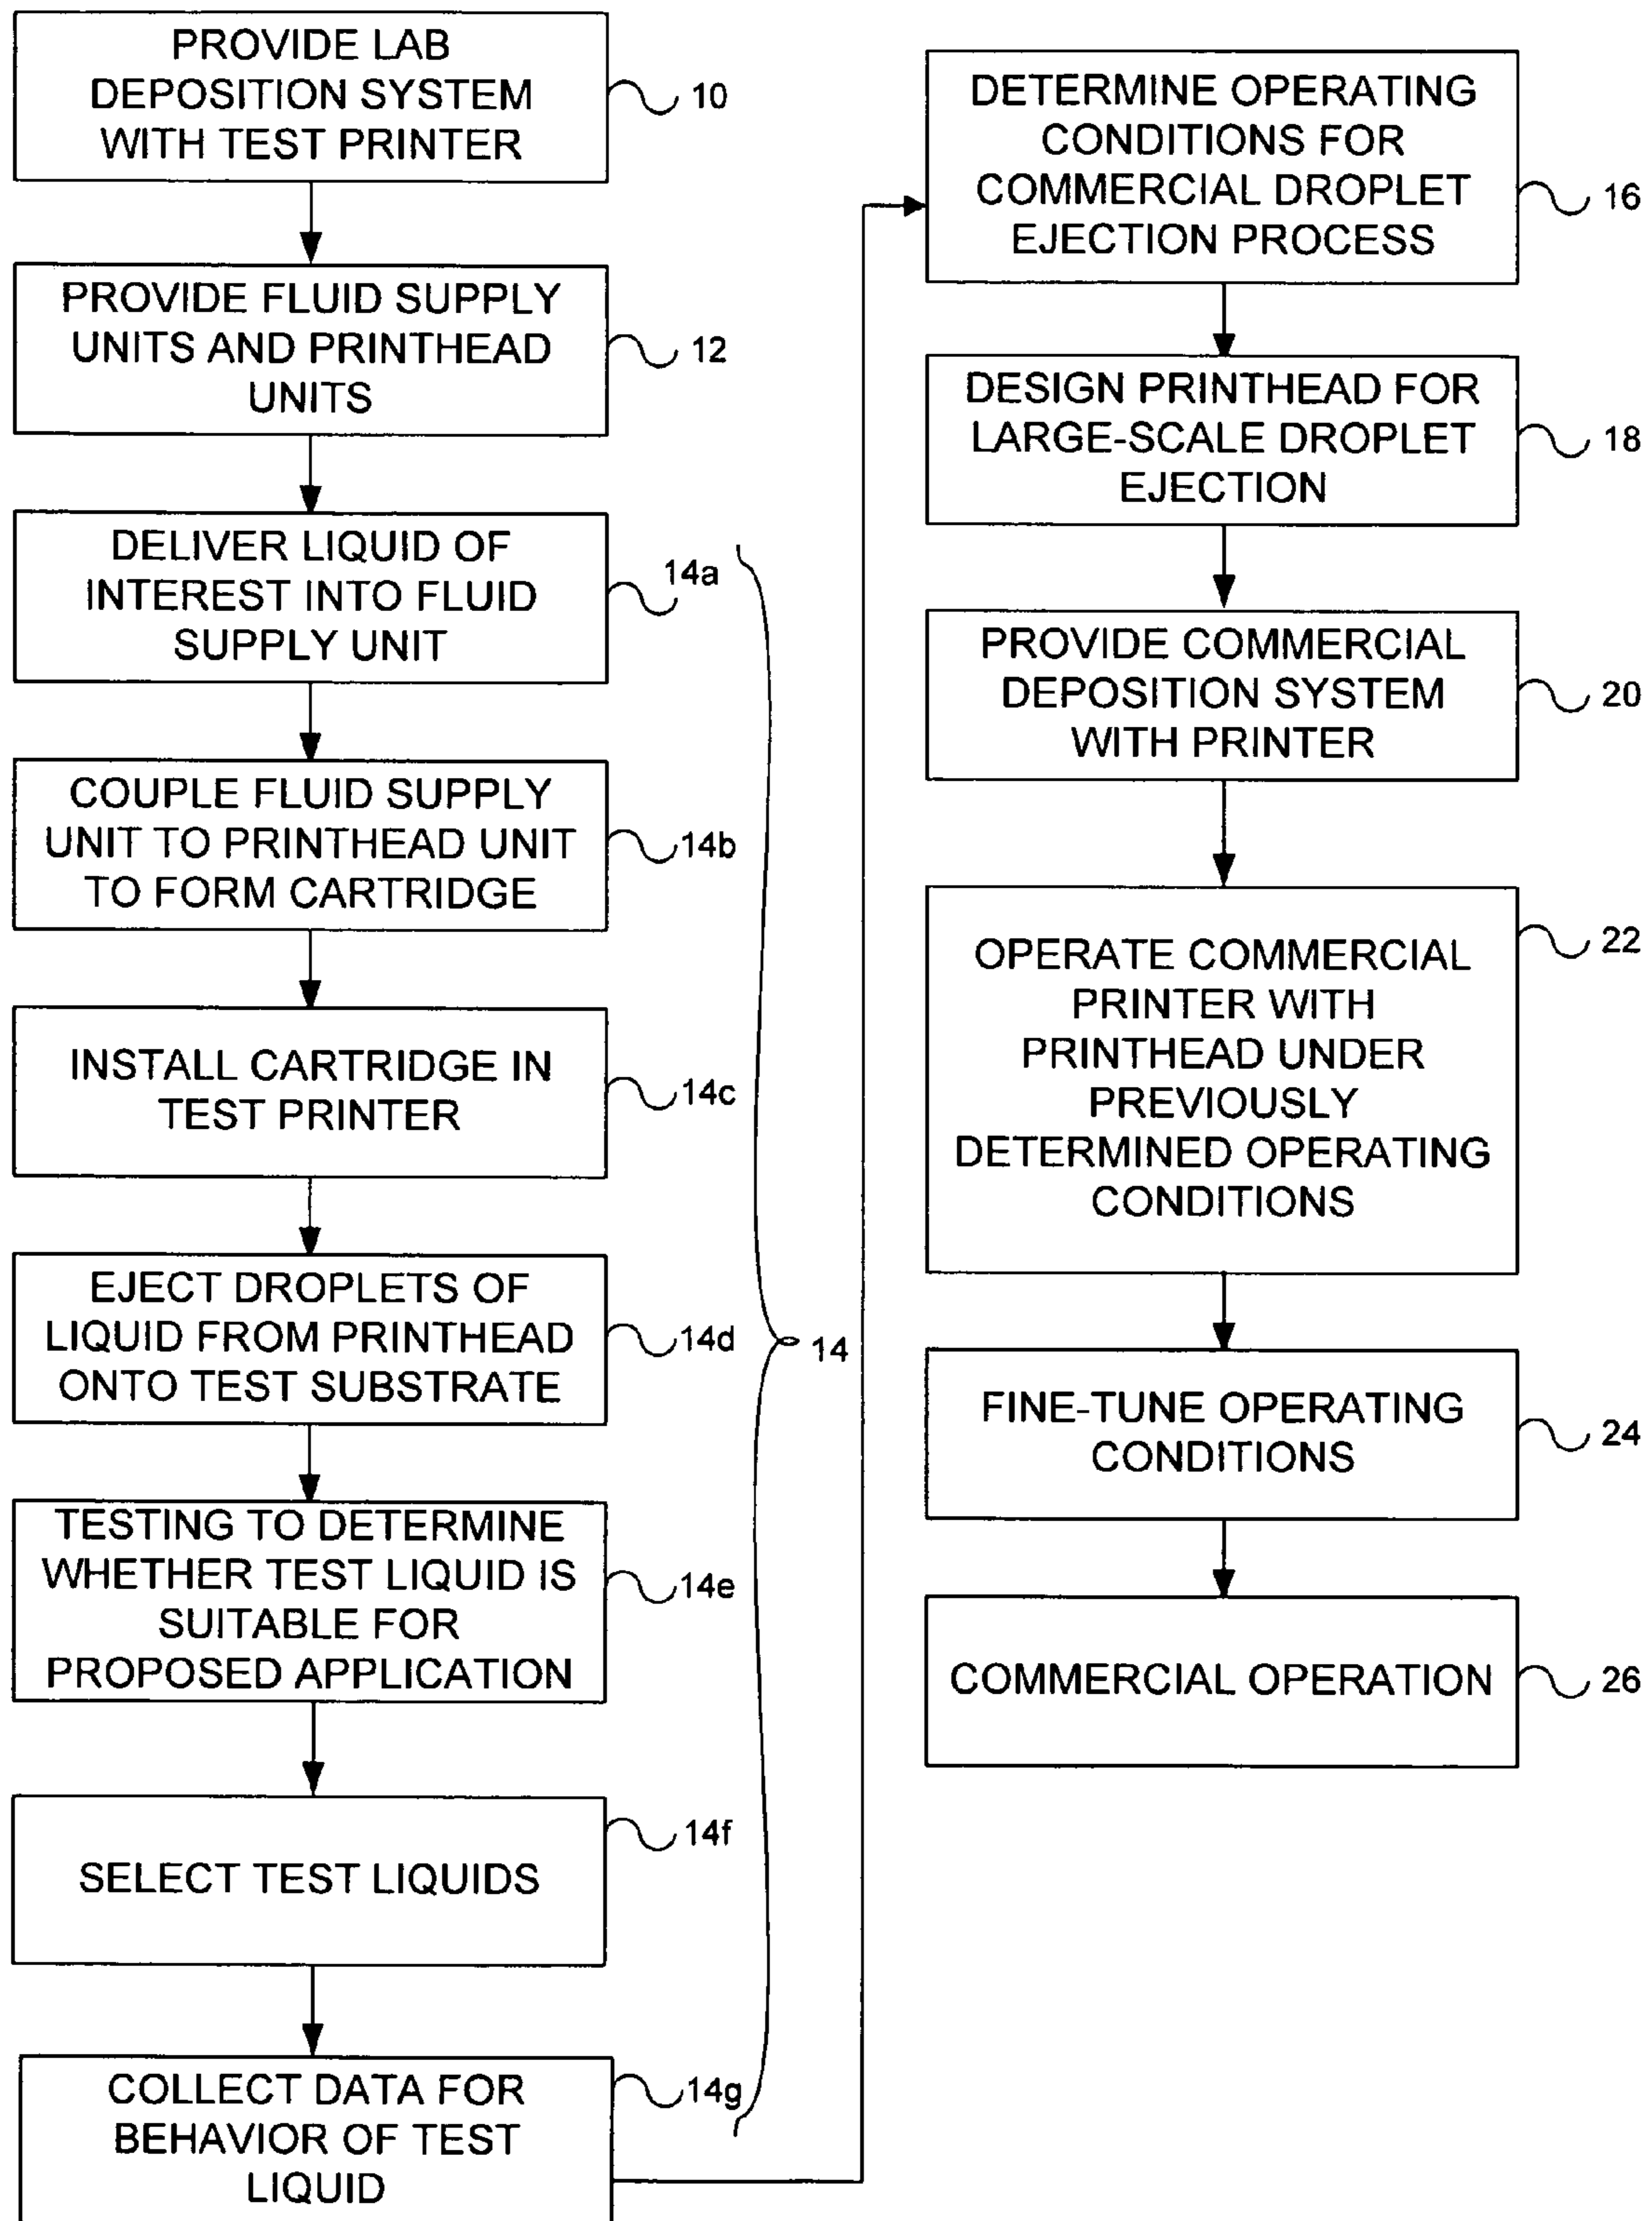 PROVIDE LAB
DEPOSITION SYSTEM
WITH TEST PRINTER
10
PROVIDE FLUID SUPPLY
UNITS AND PRINTHEAD
UNITS
12
DELIVER LIQUID OF
INTEREST INTO FLUID
SUPPLY UNIT
14a
COUPLE FLUID SUPPLY
UNIT TO PRINTHEAD UNIT
TO FORM CARTRIDGE
14b
INSTALL CARTRIDGE IN
TEST PRINTER
14c
EJECT DROPLETS OF
LIQUID FROM PRINTHEAD
ONTO TEST SUBSTRATE
14d
TESTING TO DETERMINE
WHETHER TEST LIQUID IS
SUITABLE FOR
PROPOSED APPLICATION
14e
SELECT TEST LIQUIDS
14f
COLLECT DATA FOR
BEHAVIOR OF TEST
LIQUID
14g
14
DETERMINE OPERATING
CONDITIONS FOR
COMMERCIAL DROPLET
EJECTION PROCESS
16
DESIGN PRINTHEAD FOR
LARGE-SCALE DROPLET
EJECTION
18
PROVIDE COMMERCIAL
DEPOSITION SYSTEM
WITH PRINTER
20
OPERATE COMMERCIAL
PRINTER WITH
PRINTHEAD UNDER
PREVIOUSLY
DETERMINED OPERATING
CONDITIONS
22
FINE-TUNE OPERATING
CONDITIONS
24
COMMERCIAL OPERATION
26